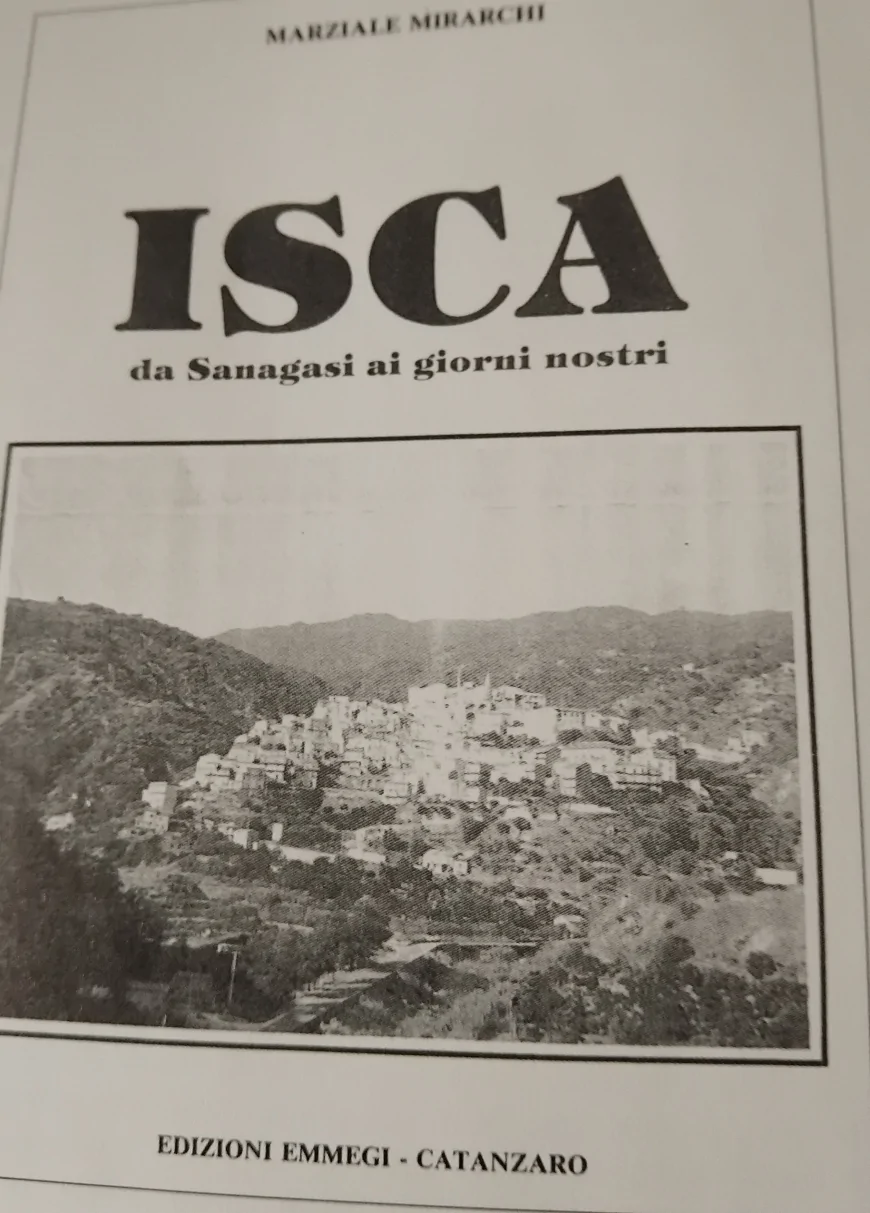 MARZIALE MIRARCHI
ISCA
da Sanagasi ai giorni nostri
EDIZIONI EMMEGI - CATANZARO